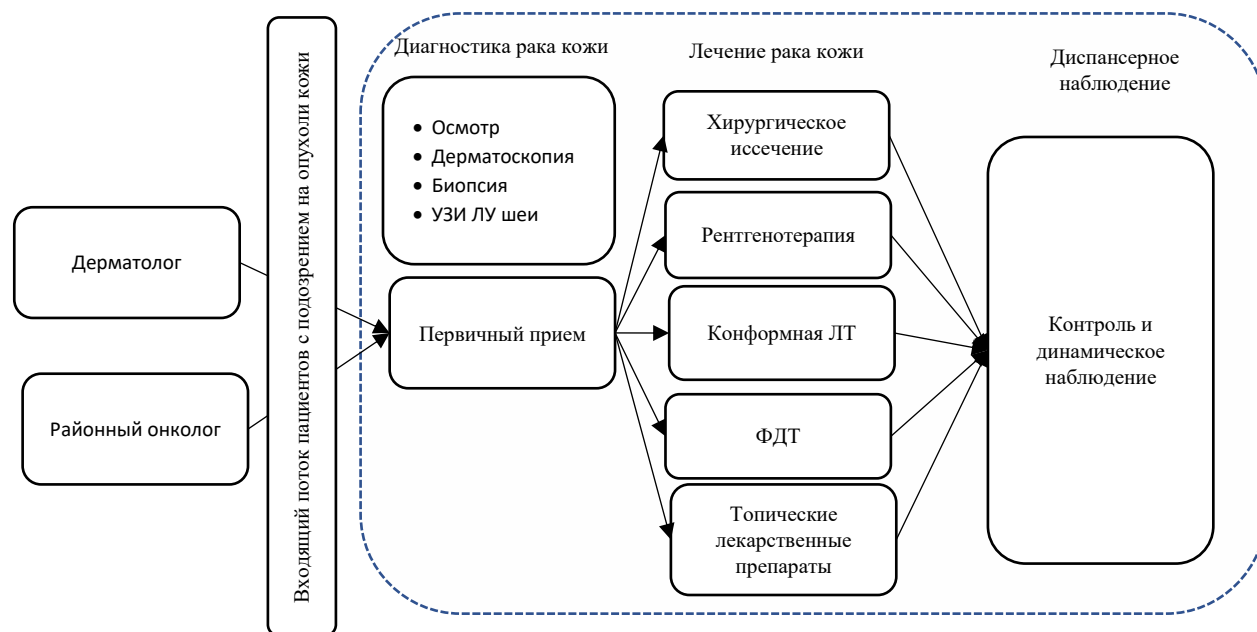 Дерматолог
Районный онколог
Входящий поток пациентов с подозрением на опухоли кожи
Диагностика рака кожи
• Осмотр
• Дерматоскопия
• Биопсия
• УЗИ ЛУ шеи
Первичный прием
Лечение рака кожи
Хирургическое
иссечение
Рентгенотерапия
Конформная ЛТ
ФДТ
Топические
лекарственные
препараты
Диспансерное
наблюдение
Контроль и
динамическое
наблюдение